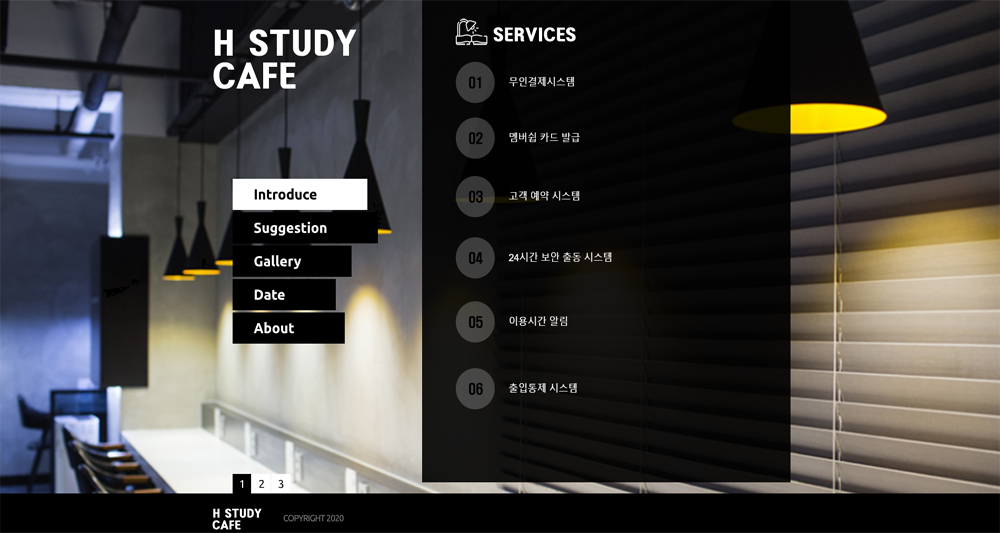 H STUDY
CAFE
Introduce
Suggestion
Gallery
Date
About
1 2 3
SERVICES
01 무인결제시스템
02 멤버쉽 카드 발급
03 고객 예약 시스템
04 24시간 보안 출동 시스템
05 이용시간 알림
06 출입통제 시스템
H STUDY
CAFE
COPYRIGHT 2020